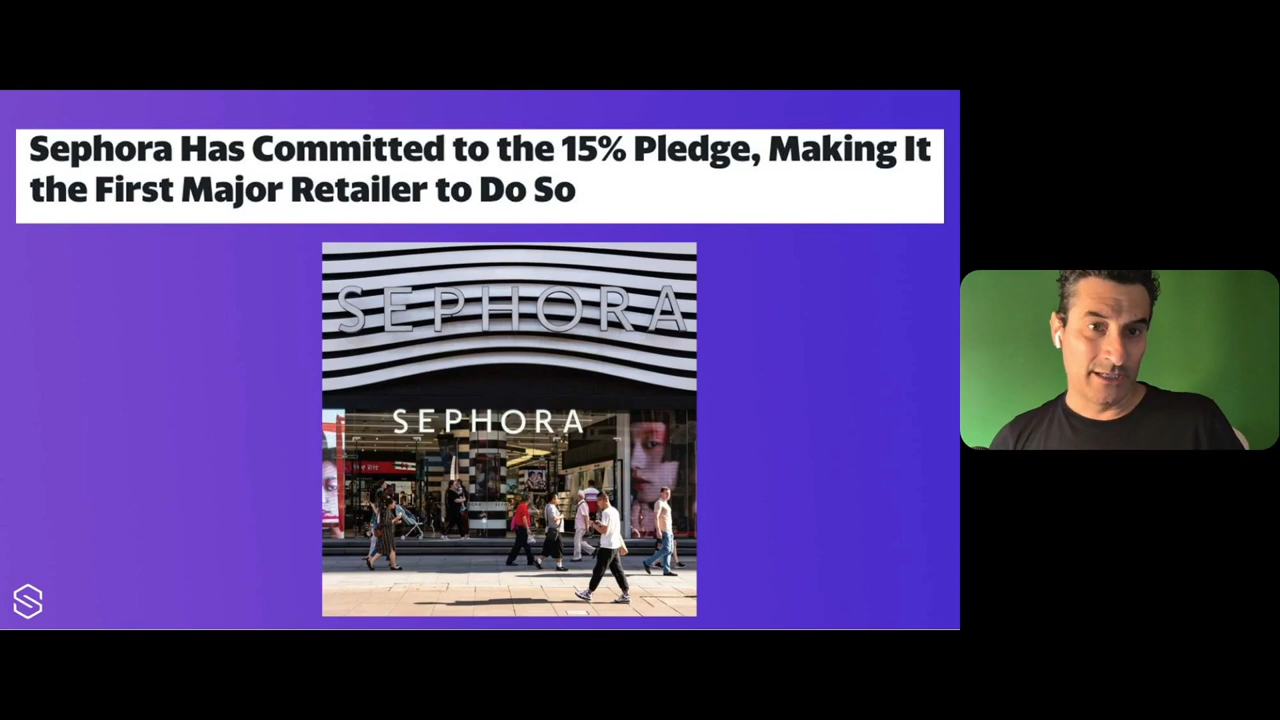 Sephora Has Committed to the 15% Pledge, Making It
the First Major Retailer to Do So
SEPHORA
SEPHORA